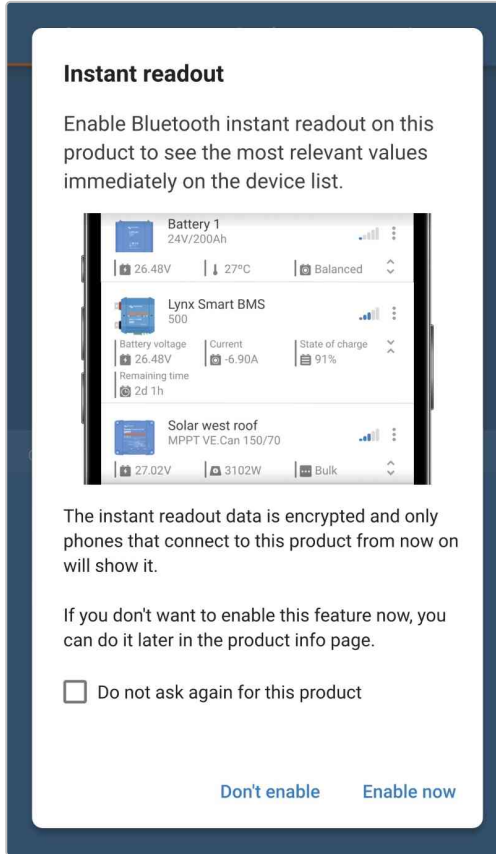 Instant readout
Enable Bluetooth instant readout on this
product to see the most relevant values
immediately on the device list.
Battery 1
24V/200Ah
26.48V
27ºC
Balanced
Lynx Smart BMS
500
Battery voltage
Current
State of charge
26.48V
-6.90A
91%
Remaining time
2d 1h
Solar west roof
MPPT VE.Can 150/70
27.02V
3102W
Bulk
The instant readout data is encrypted and only
phones that connect to this product from now on
will show it.
If you don't want to enable this feature now, you
can do it later in the product info page.
Do not ask again for this product
Don't enable
Enable now